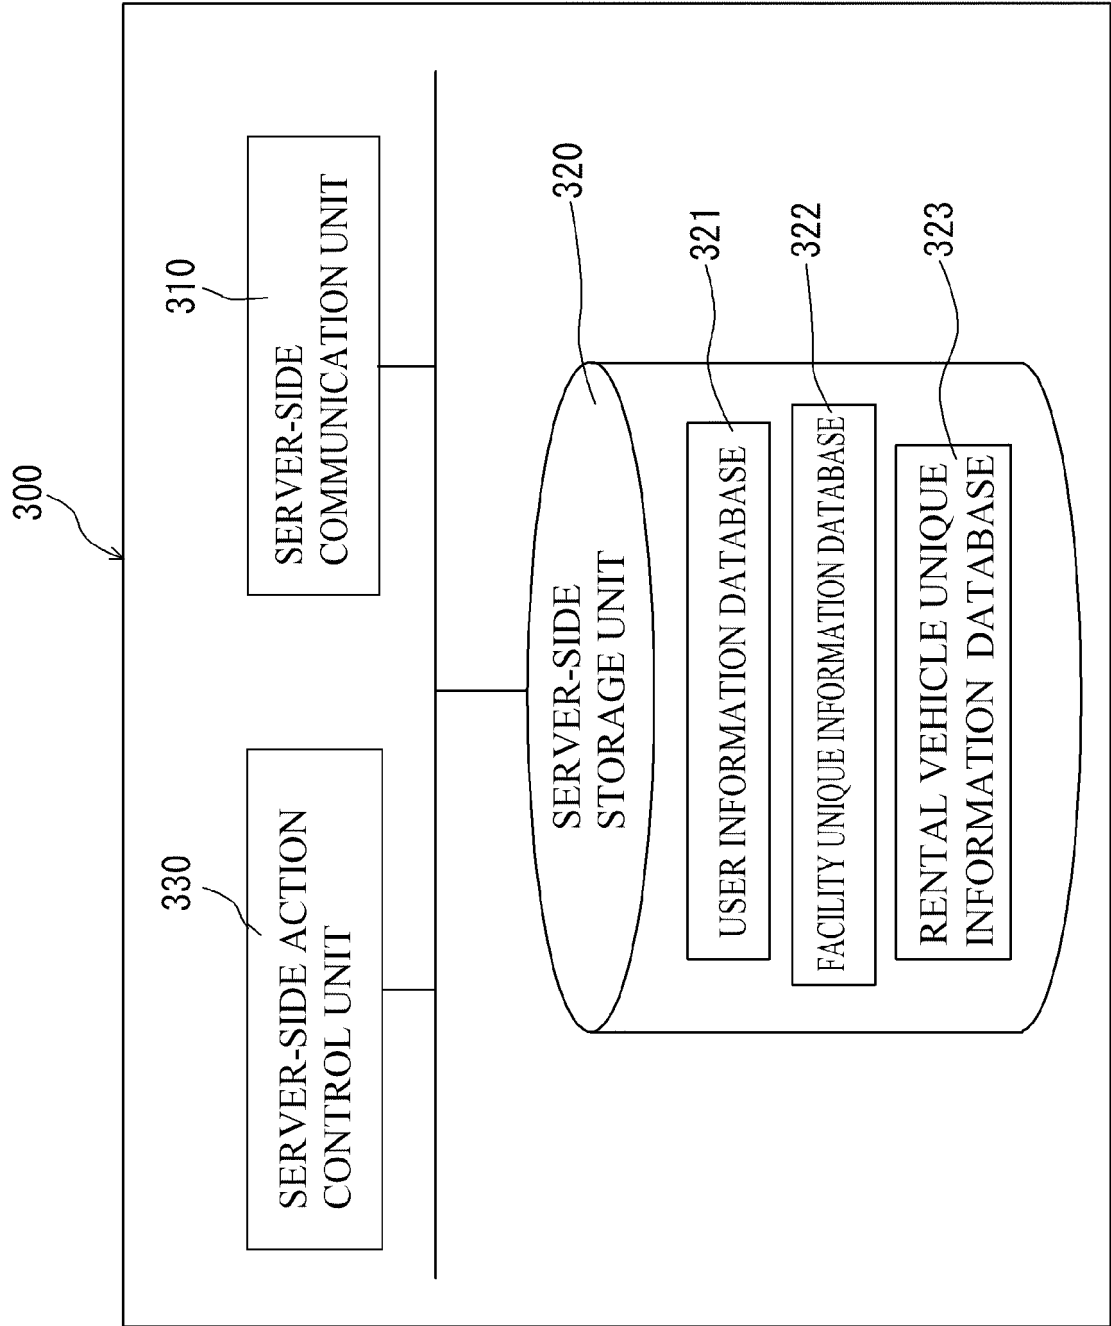 300
330
SERVER-SIDE ACTION
CONTROL UNIT
310
SERVER-SIDE
COMMUNICATION UNIT
320
SERVER-SIDE
STORAGE UNIT
321
USER INFORMATION DATABASE
322
FACILITY UNIQUE INFORMATION DATABASE
323
RENTAL VEHICLE UNIQUE
INFORMATION DATABASE